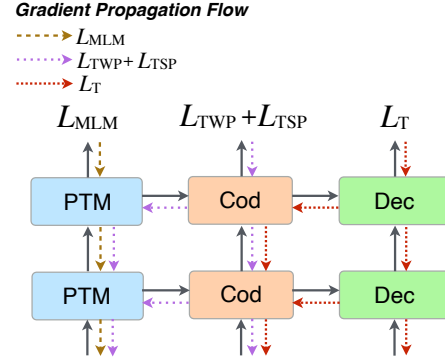 Gradient Propagation Flow
L_MLM
L_TWP + L_TSP
L_T
L_MLM L_TWP + L_TSP L_T
PTM Cod Dec
PTM Cod Dec